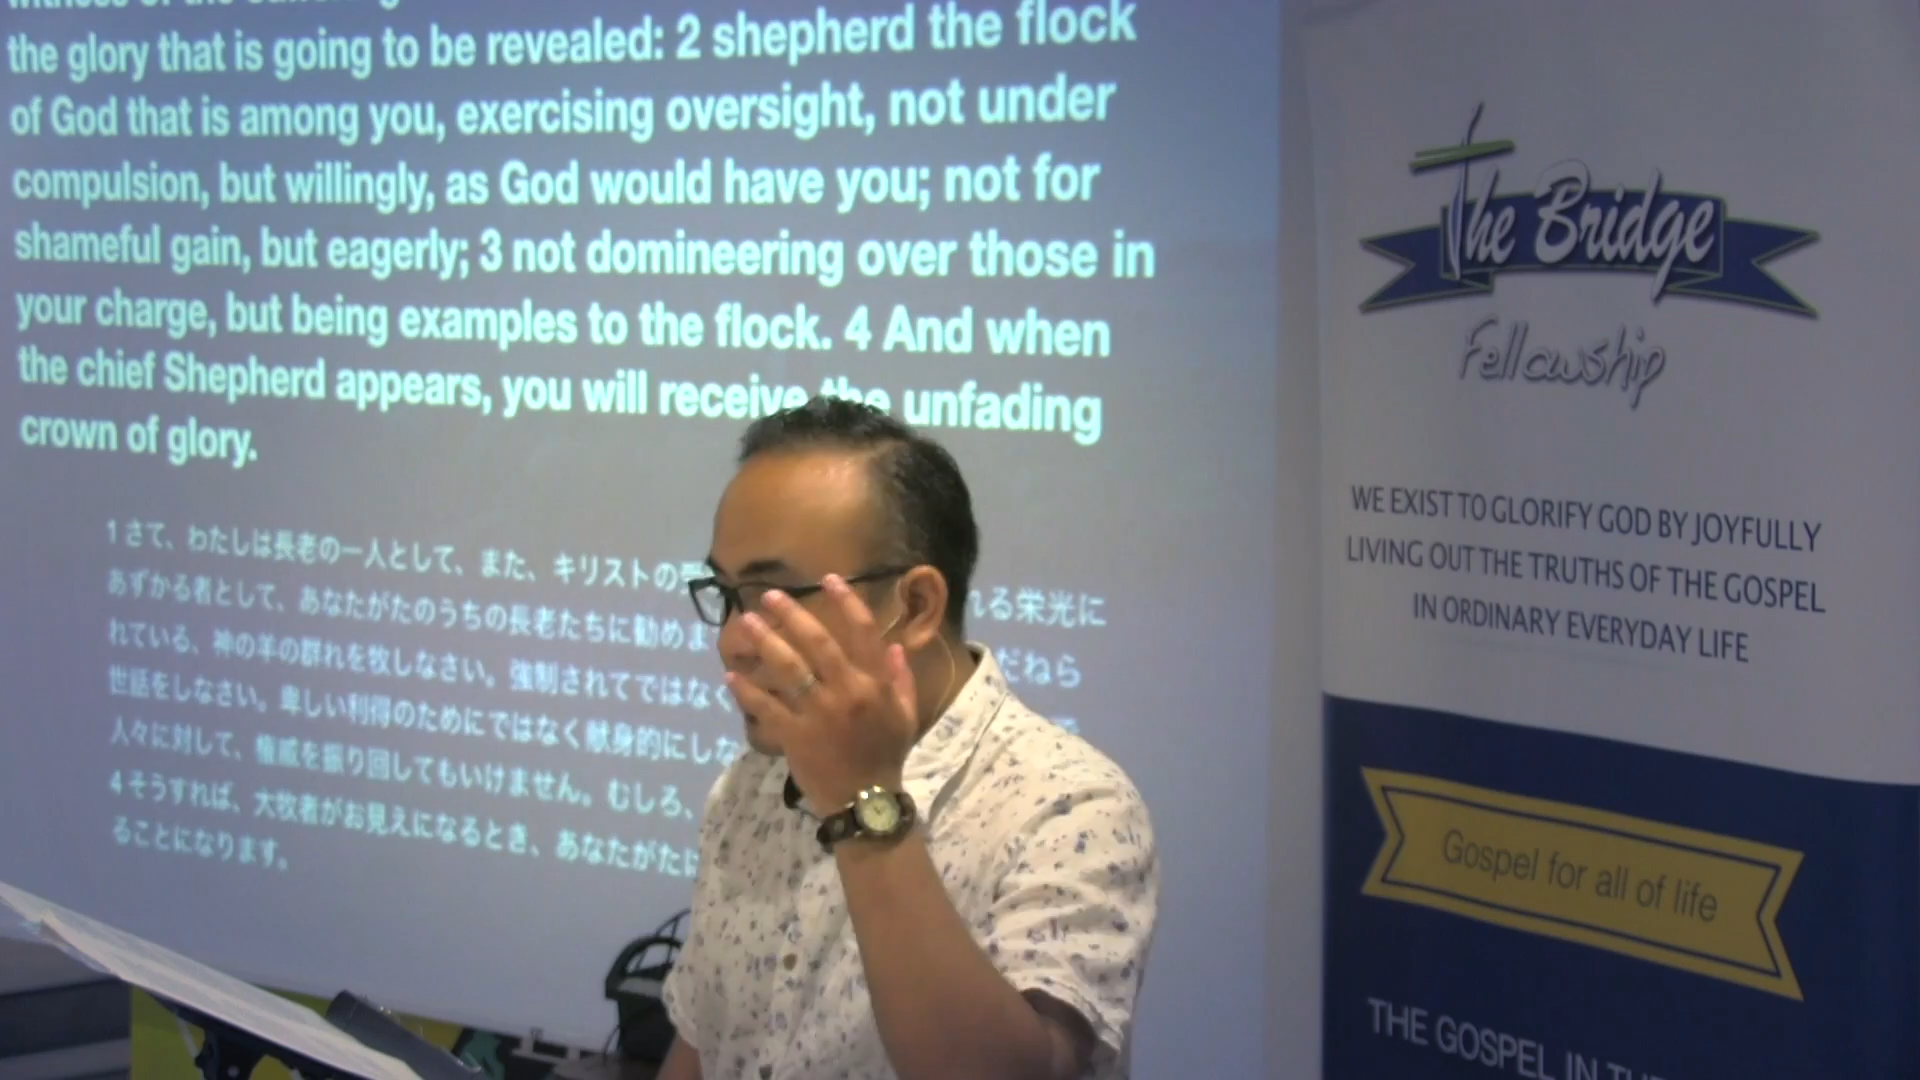 the glory that is going to be revealed: 2 shepherd the flock
of God that is among you, exercising oversight, not under
compulsion, but willingly, as God would have you; not for
shameful gain, but eagerly; 3 not domineering over those in
your charge, but being examples to the flock. 4 And when
the chief Shepherd appears, you will receive the unfading
crown of glory.
1 さて、わたしは長老の一人として、また、キリストの れる栄光に
あずかる者として、あなたがたのうちの長老たちに勧めま だねら
れている、神の羊の群れを牧しなさい。強制されてではなく
世話をしなさい。卑しい利得のためにではなく献身的にしな
人々に対して、権威を振り回してもいけません。むしろ、
4 そうすれば、大牧者がお見えになるとき、あなたがたは
ることになります。
The Bridge
Fellowship
WE EXIST TO GLORIFY GOD BY JOYFULLY
LIVING OUT THE TRUTHS OF THE GOSPEL
IN ORDINARY EVERYDAY LIFE
Gospel for all of life
THE GOSPEL IN